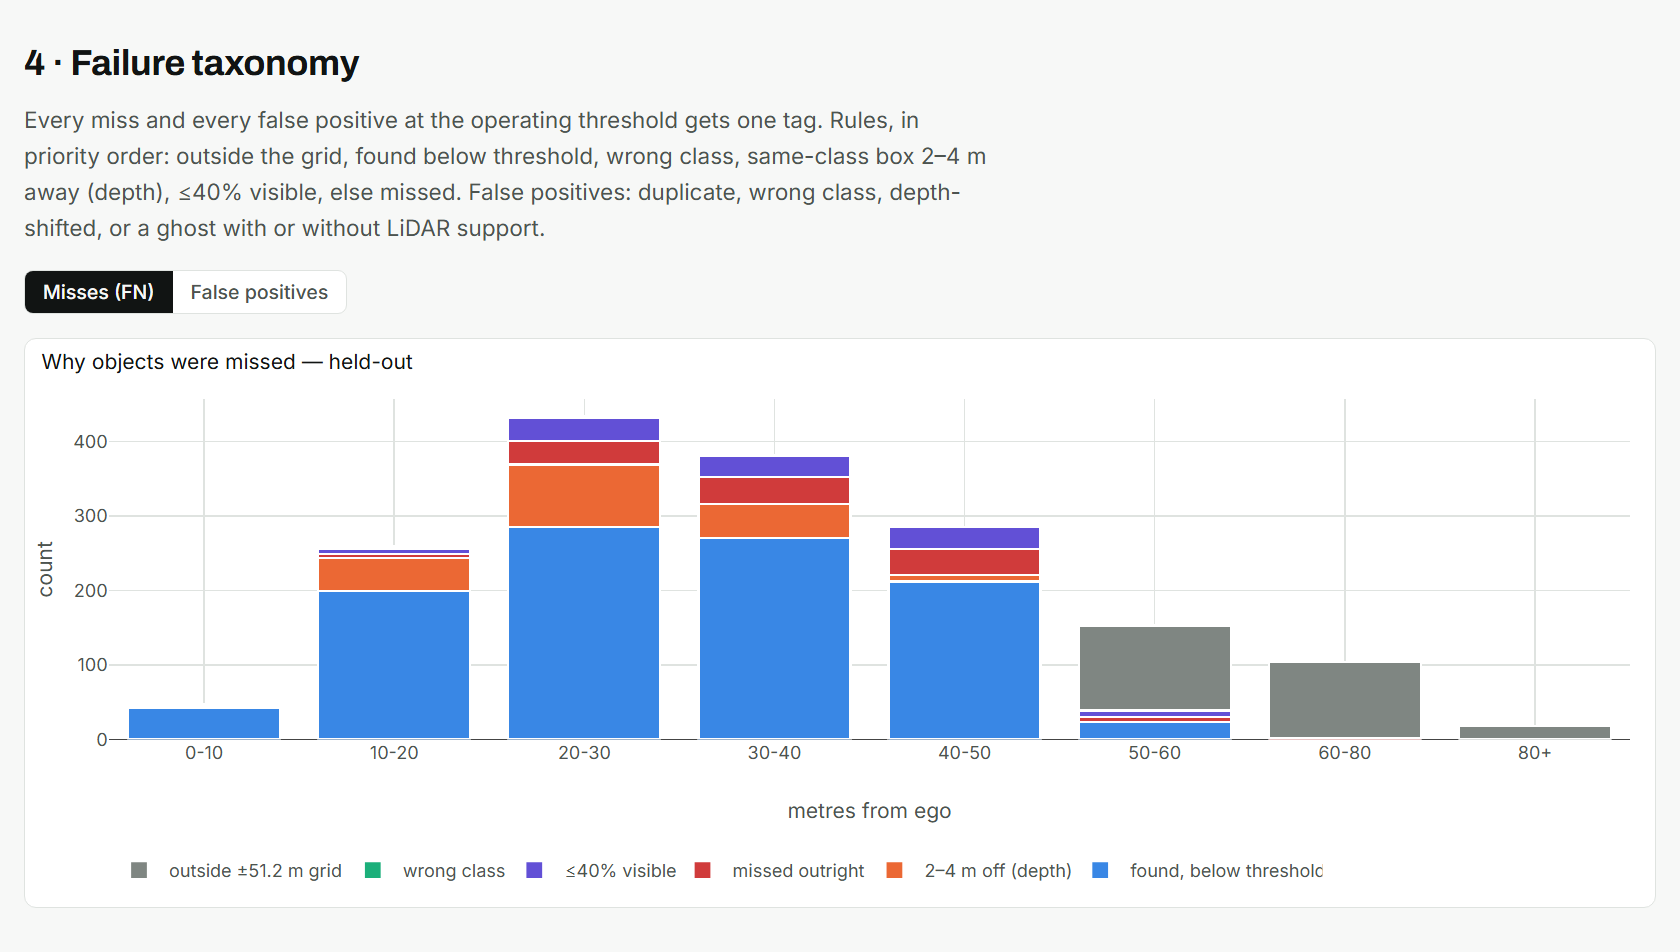 4 · Failure taxonomy
Every miss and every false positive at the operating threshold gets one tag. Rules, in
priority order: outside the grid, found below threshold, wrong class, same-class box 2–4 m
away (depth), ≤40% visible, else missed. False positives: duplicate, wrong class, depth-
shifted, or a ghost with or without LiDAR support.
Misses (FN) False positives
Why objects were missed — held-out
400
300
200
100
0
count
0-10 10-20 20-30 30-40 40-50 50-60 60-80 80+
metres from ego
outside ±51.2 m grid wrong class ≤40% visible missed outright 2–4 m off (depth) found, below threshold